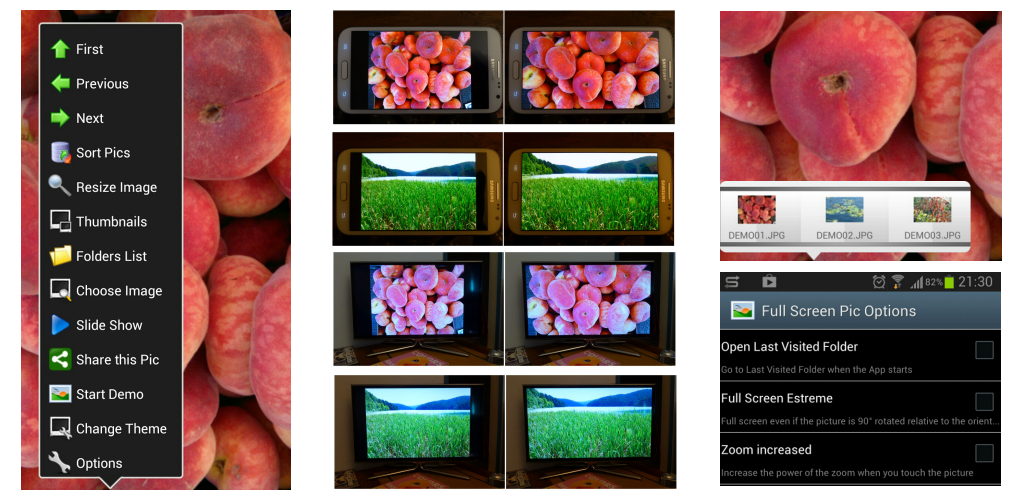 First
Previous
Next
Sort Pics
Resize Image
Thumbnails
Folders List
Choose Image
Slide Show
Share this Pic
Start Demo
Change Theme
Options
SAMSUNG
SAMSUNG
SAMSUNG
DEMO01.JPG
DEMO02.JPG
DEMO03.JPG
82% 21:30
Full Screen Pic Options
Open Last Visited Folder
Go to Last Visited Folder when the App starts
Full Screen Estreme
Full screen even if the picture is 90° rotated relative to the orient...
Zoom increased
Increase the power of the zoom when you touch the picture